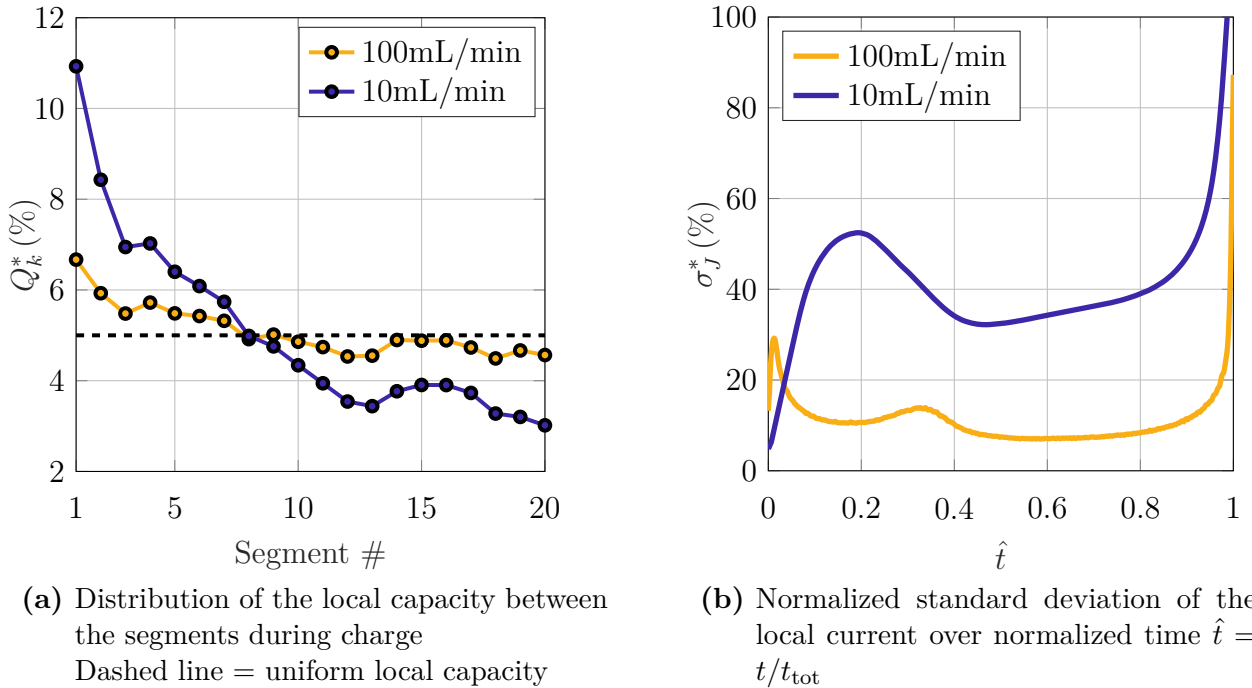 12
10
8
6
4
2
1
5
10
15
20
Q*k (%)
Segment #
100mL/min
10mL/min
(a) Distribution of the local capacity between
the segments during charge
Dashed line = uniform local capacity
100
80
60
40
20
0
0
0.2
0.4
0.6
0.8
1
σ*J (%)
t̂
100mL/min
10mL/min
(b) Normalized standard deviation of the
local current over normalized time t̂ =
t/ttot